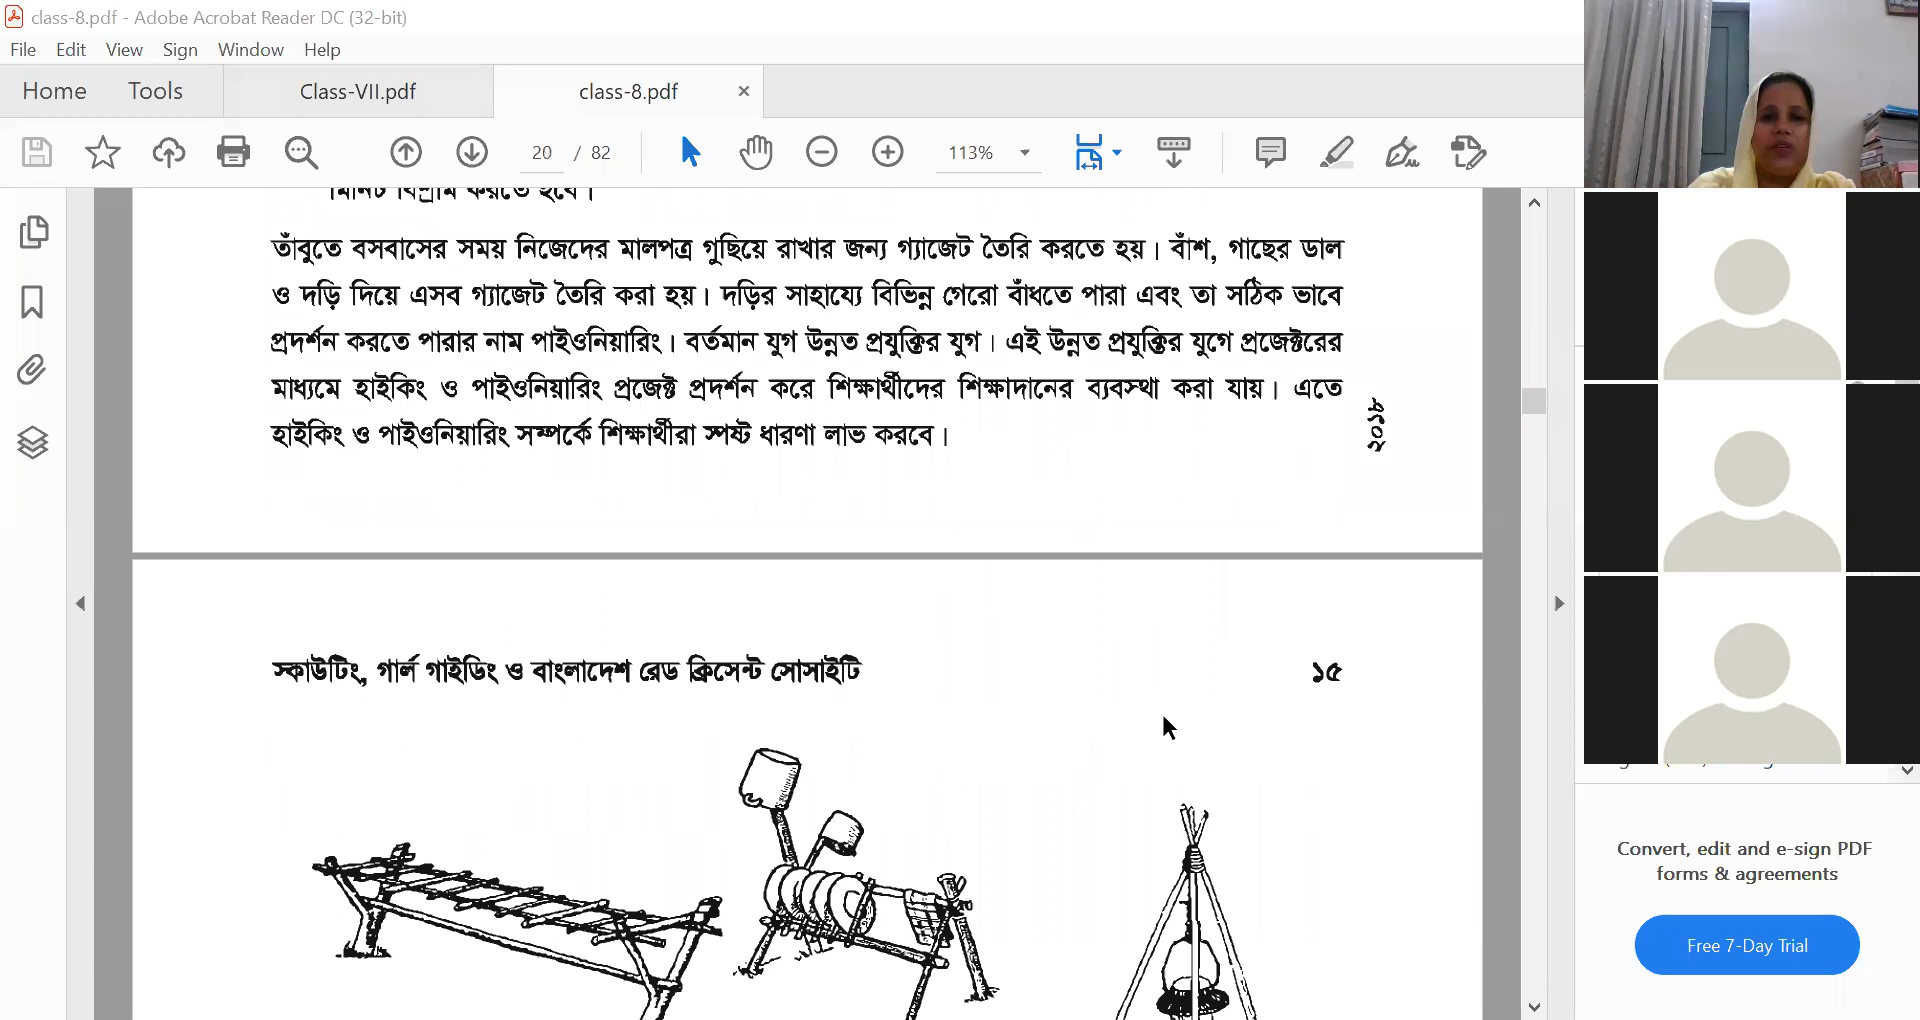 class-8.pdf - Adobe Acrobat Reader DC (32-bit)
File Edit View Sign Window Help
Home Tools Class-VII.pdf class-8.pdf ×
20 / 82 113%
মিনিট বিশ্রাম করতে হবে।
তাঁবুতে বসবাসের সময় নিজেদের মালপত্র গুছিয়ে রাখার জন্য গ্যাজেট তৈরি করতে হয়। বাঁশ, গাছের ডাল
ও দড়ি দিয়ে এসব গ্যাজেট তৈরি করা হয়। দড়ির সাহায্যে বিভিন্ন গেরো বাঁধতে পারা এবং তা সঠিক ভাবে
প্রদর্শন করতে পারার নাম পাইওনিয়ারিং। বর্তমান যুগ উন্নত প্রযুক্তির যুগ। এই উন্নত প্রযুক্তির যুগে প্রজেক্টরের
মাধ্যমে হাইকিং ও পাইওনিয়ারিং প্রজেক্ট প্রদর্শন করে শিক্ষার্থীদের শিক্ষাদানের ব্যবস্থা করা যায়। এতে
হাইকিং ও পাইওনিয়ারিং সম্পর্কে শিক্ষার্থীরা স্পষ্ট ধারণা লাভ করবে।
২০১৮
স্কাউটিং, গার্ল গাইডিং ও বাংলাদেশ রেড ক্রিসেন্ট সোসাইটি ১৫
Convert, edit and e-sign PDF
forms & agreements
Free 7-Day Trial